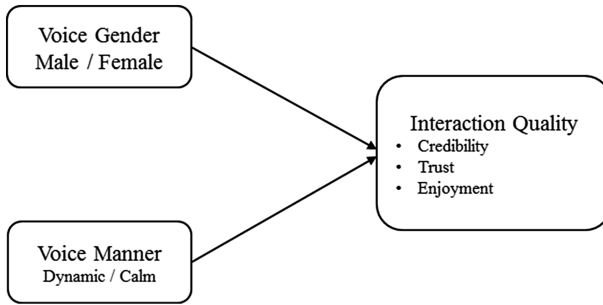 Voice Gender
Male / Female
Interaction Quality
• Credibility
• Trust
• Enjoyment
Voice Manner
Dynamic / Calm